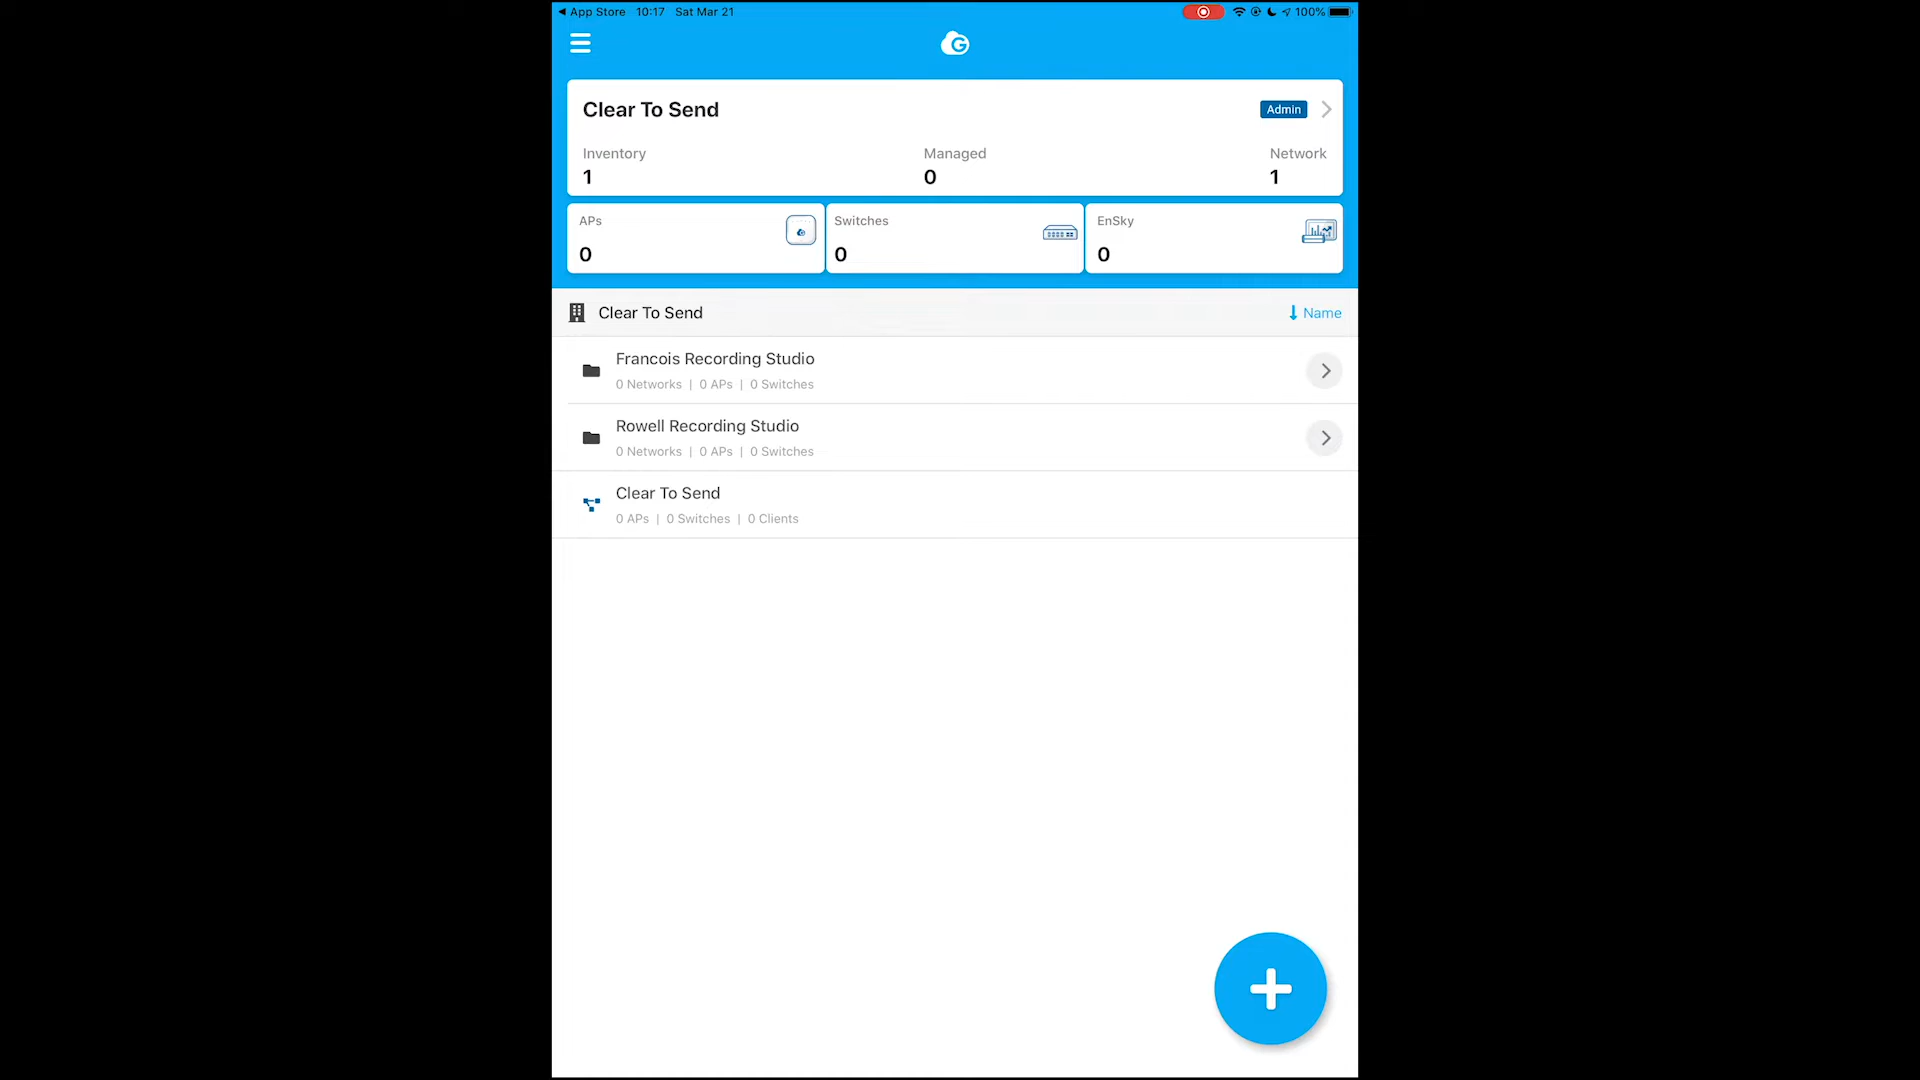 App Store 10:17 Sat Mar 21 100%
G
Clear To Send Admin
Inventory Managed Network
1 0 1
APs Switches EnSky
0 0 0
Clear To Send Name
Francois Recording Studio
0 Networks | 0 APs | 0 Switches
Rowell Recording Studio
0 Networks | 0 APs | 0 Switches
Clear To Send
0 APs | 0 Switches | 0 Clients